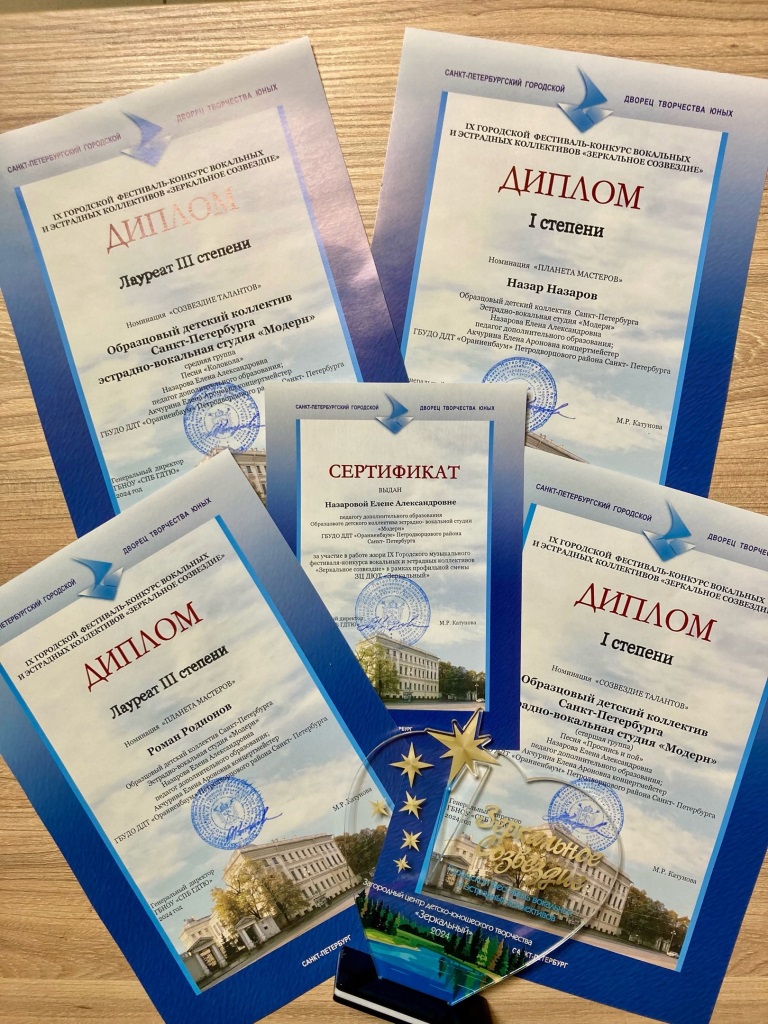 САНКТ-ПЕТЕРБУРГСКИЙ ГОРОДСКОЙ
ДВОРЕЦ ТВОРЧЕСТВА ЮНЫХ
IX ГОРОДСКОЙ ФЕСТИВАЛЬ-КОНКУРС ВОКАЛЬНЫХ
И ЭСТРАДНЫХ КОЛЛЕКТИВОВ «ЗЕРКАЛЬНОЕ СОЗВЕЗДИЕ»
ДИПЛОМ
Лауреат III степени
Номинация «СОЗВЕЗДИЕ ТАЛАНТОВ»
Образцовый детский коллектив
Санкт-Петербурга
эстрадно-вокальная студия «Модерн»
средняя группа
Песня «Колокола»
Назарова Елена Александровна
педагог дополнительного образования;
Акчурина Елена Ароновна концертмейстер
ГБУДО ДДТ «Ораниенбаум» Петродворцового района Санкт-Петербурга
Генеральный директор
ГБНОУ «СПБ ГДТЮ»
2024 год
САНКТ-ПЕТЕРБУРГСКИЙ ГОРОДСКОЙ
ДВОРЕЦ ТВОРЧЕСТВА ЮНЫХ
IX ГОРОДСКОЙ ФЕСТИВАЛЬ-КОНКУРС ВОКАЛЬНЫХ
И ЭСТРАДНЫХ КОЛЛЕКТИВОВ «ЗЕРКАЛЬНОЕ СОЗВЕЗДИЕ»
ДИПЛОМ
I степени
Номинация «ПЛАНЕТА МАСТЕРОВ»
Назар Назаров
Образцовый детский коллектив Санкт-Петербурга
Эстрадно-вокальная студия «Модерн»
Назарова Елена Александровна
педагог дополнительного образования;
Акчурина Елена Ароновна концертмейстер
ГБУДО ДДТ «Ораниенбаум» Петродворцового района Санкт-Петербурга
М.Р. Катунова
САНКТ-ПЕТЕРБУРГСКИЙ ГОРОДСКОЙ
ДВОРЕЦ ТВОРЧЕСТВА ЮНЫХ
СЕРТИФИКАТ
ВЫДАН
Назаровой Елене Александровне
педагогу дополнительного образования
Образцового детского коллектива эстрадно- вокальной студии
«Модерн»
ГБУДО ДДТ «Ораниенбаум» Петродворцового района
Санкт-Петербурга
за участие в работе жюри IX Городского музыкального
фестиваля-конкурса вокальных и эстрадных коллективов
«Зеркальное созвездие» в рамках профильной смены
ЗЦ ДЮТ «Зеркальный»
М.Р. Катунова
ПЕТЕРБУРГСКИЙ ГОРОДСКОЙ
ДВОРЕЦ ТВОРЧЕСТВА ЮНЫХ
IX ГОРОДСКОЙ ФЕСТИВАЛЬ-КОНКУРС ВОКАЛЬНЫХ
И ЭСТРАДНЫХ КОЛЛЕКТИВОВ «ЗЕРКАЛЬНОЕ СОЗВЕЗДИЕ»
ДИПЛОМ
Лауреат III степени
Номинация «ПЛАНЕТА МАСТЕРОВ»
Роман Родионов
Образцовый детский коллектив Санкт-Петербурга
Эстрадно-вокальная студия «Модерн»
Назарова Елена Александровна
педагог дополнительного образования;
Акчурина Елена Ароновна концертмейстер
ГБУДО ДДТ «Ораниенбаум» Петродворцового района Санкт-Петербурга
М.Р. Катунова
Генеральный директор
ГБНОУ «СПБ ГДТЮ»
2024 год
САНКТ-ПЕТЕРБУРГ
САНКТ-ПЕТЕРБУРГСКИЙ ГОРОДСКОЙ
ДВОРЕЦ
IX ГОРОДСКОЙ ФЕСТИВАЛЬ-КОНКУРС ВОКАЛЬНЫХ
И ЭСТРАДНЫХ КОЛЛЕКТИВОВ «ЗЕРКАЛЬНОЕ СОЗВЕЗДИЕ»
ДИПЛОМ
I степени
Номинация «СОЗВЕЗДИЕ ТАЛАНТОВ»
Образцовый детский коллектив
Санкт-Петербурга
радно-вокальная студия «Модерн»
(старшая группа)
Песня «Проснись и пой»
Назарова Елена Александровна
педагог дополнительного образования;
Акчурина Елена Ароновна концертмейстер
ДДТ «Ораниенбаум» Петродворцового района Санкт-Петербурга
Генеральный
ГБНОУ «СПБ
2024 год
М.Р. Катунова
Зеркальное
созвездие
Загородный центр детско-юношеского творчества
"Зеркальный"
2024